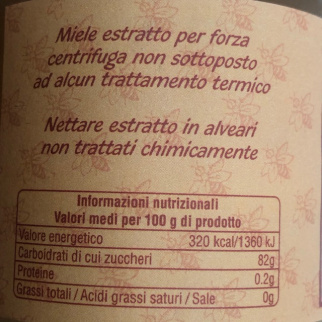 Miele estratto per forza
centrifuga non sottoposto
ad alcun trattamento termico
Nettare estratto in alveari
non trattati chimicamente
Informazioni nutrizionali
Valori medi per 100 g di prodotto
Valore energetico 320 kcal/1360 kJ
Carboidrati di cui zuccheri 82g
Proteine 0.2g
Grassi totali / Acidi grassi saturi / Sale 0g